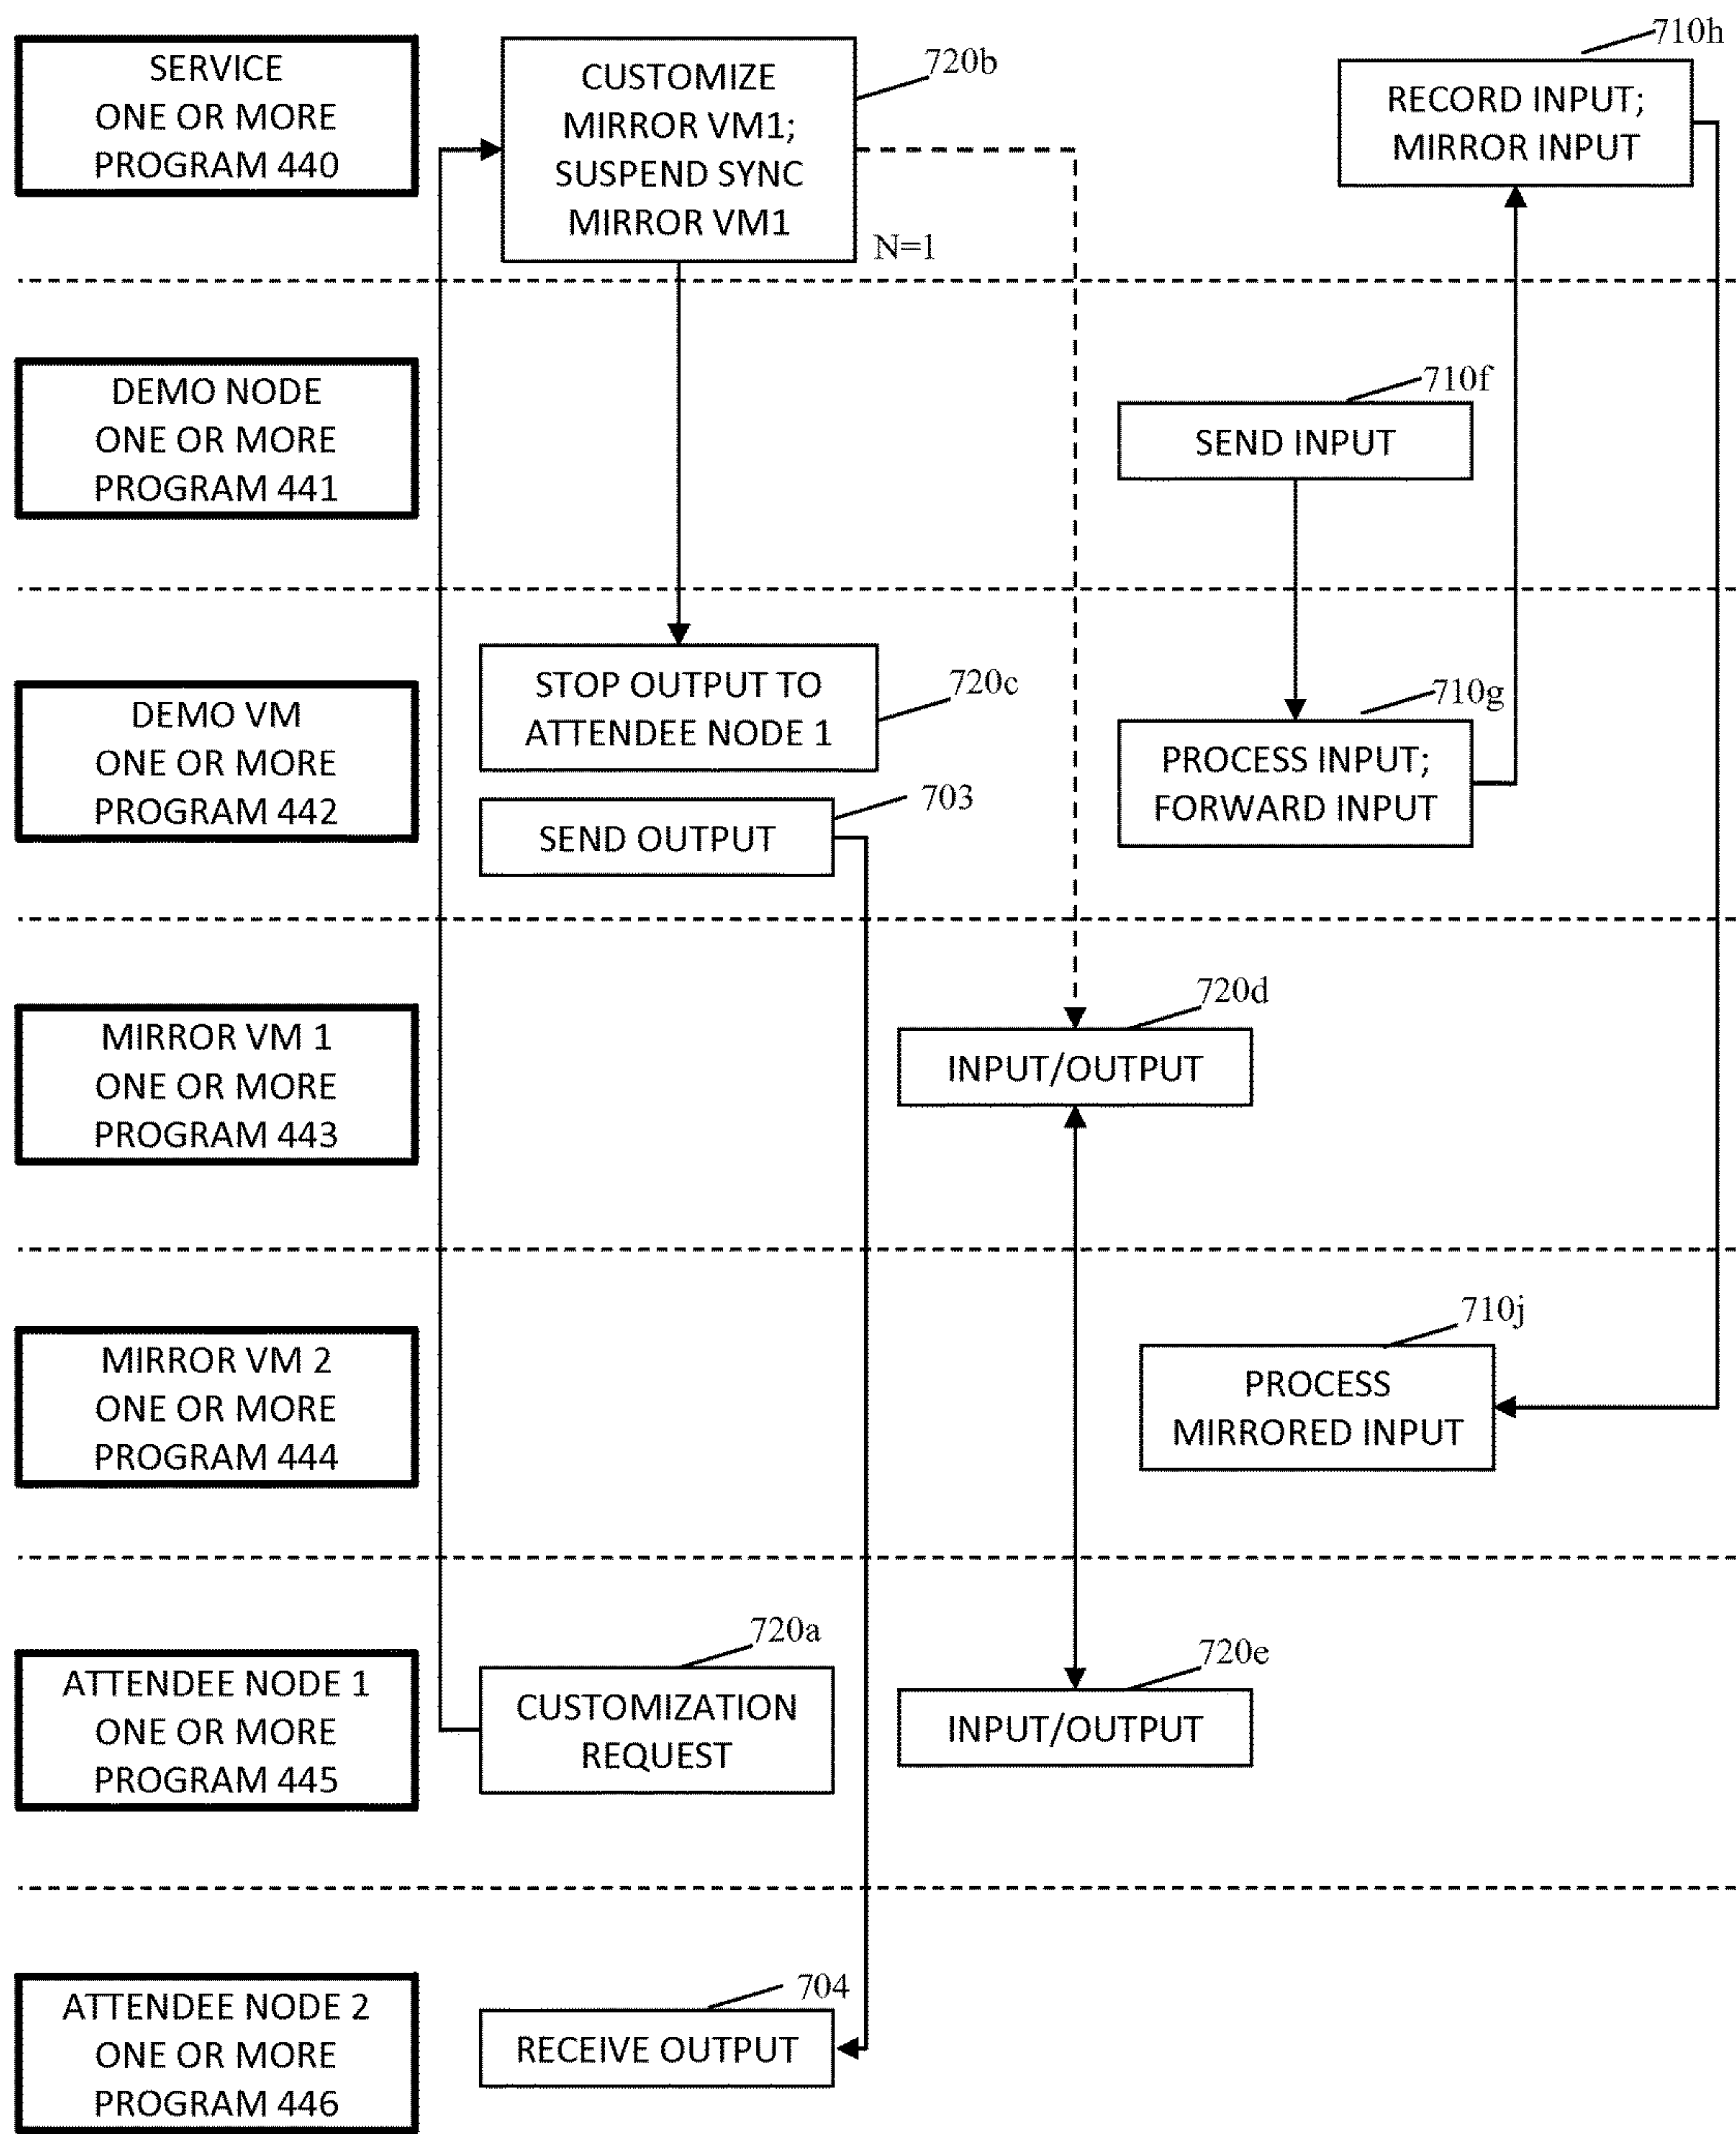 SERVICE
ONE OR MORE
PROGRAM 440
CUSTOMIZE
MIRROR VM1;
SUSPEND SYNC
MIRROR VM1
720b
N=1
710h
RECORD INPUT;
MIRROR INPUT
DEMO NODE
ONE OR MORE
PROGRAM 441
710f
SEND INPUT
DEMO VM
ONE OR MORE
PROGRAM 442
STOP OUTPUT TO
ATTENDEE NODE 1
720c
703
SEND OUTPUT
710g
PROCESS INPUT;
FORWARD INPUT
MIRROR VM 1
ONE OR MORE
PROGRAM 443
720d
INPUT/OUTPUT
MIRROR VM 2
ONE OR MORE
PROGRAM 444
710j
PROCESS
MIRRORED INPUT
ATTENDEE NODE 1
ONE OR MORE
PROGRAM 445
720a
CUSTOMIZATION
REQUEST
720e
INPUT/OUTPUT
ATTENDEE NODE 2
ONE OR MORE
PROGRAM 446
704
RECEIVE OUTPUT